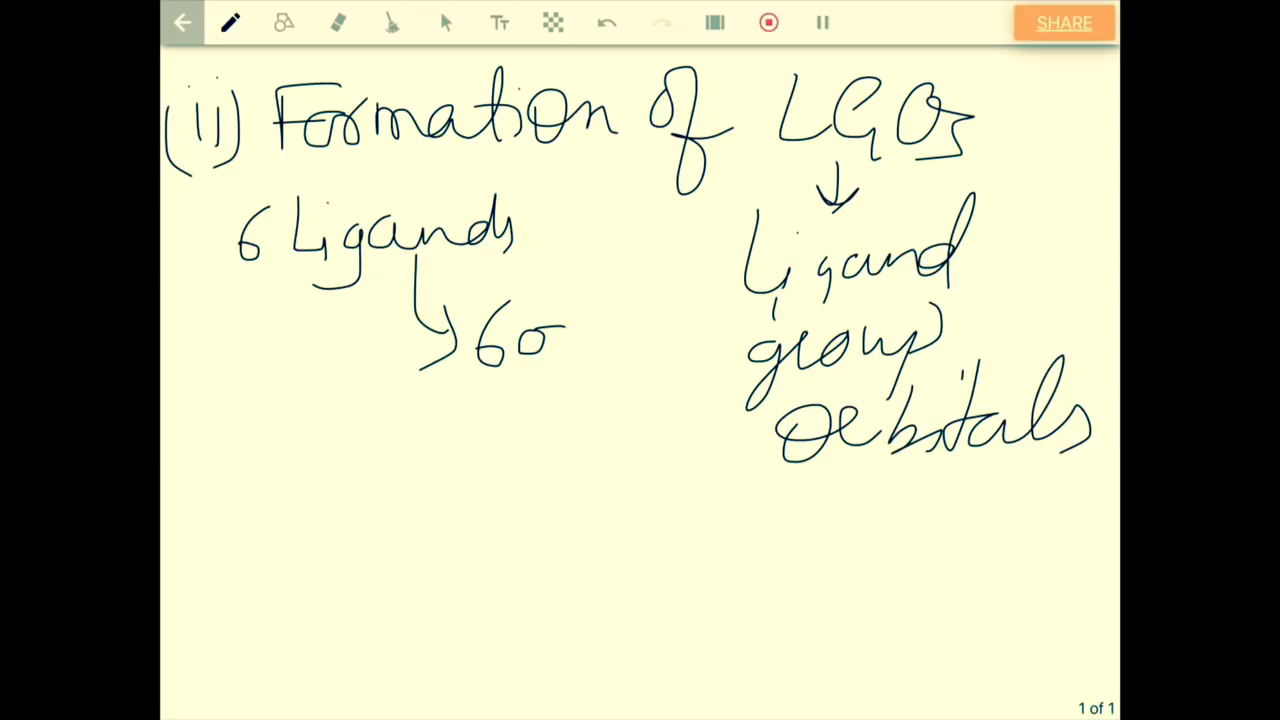 SHARE
(ii) Formation of LGOs
↓
6 Ligands
Ligand
group
orbitals
→ 6σ
1 of 1